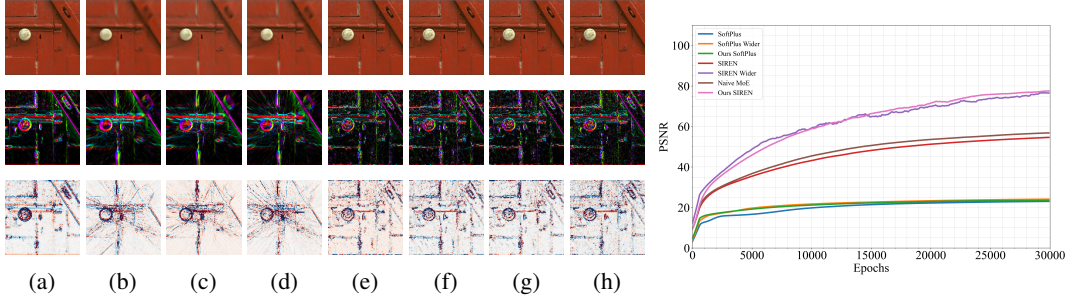 (a) (b) (c) (d) (e) (f) (g) (h)
PSNR
100
80
60
40
20
0
SoftPlus
SoftPlus Wider
Ours SoftPlus
SIREN
SIREN Wider
Naive MoE
Ours SIREN
0 5000 10000 15000 20000 25000 30000
Epochs